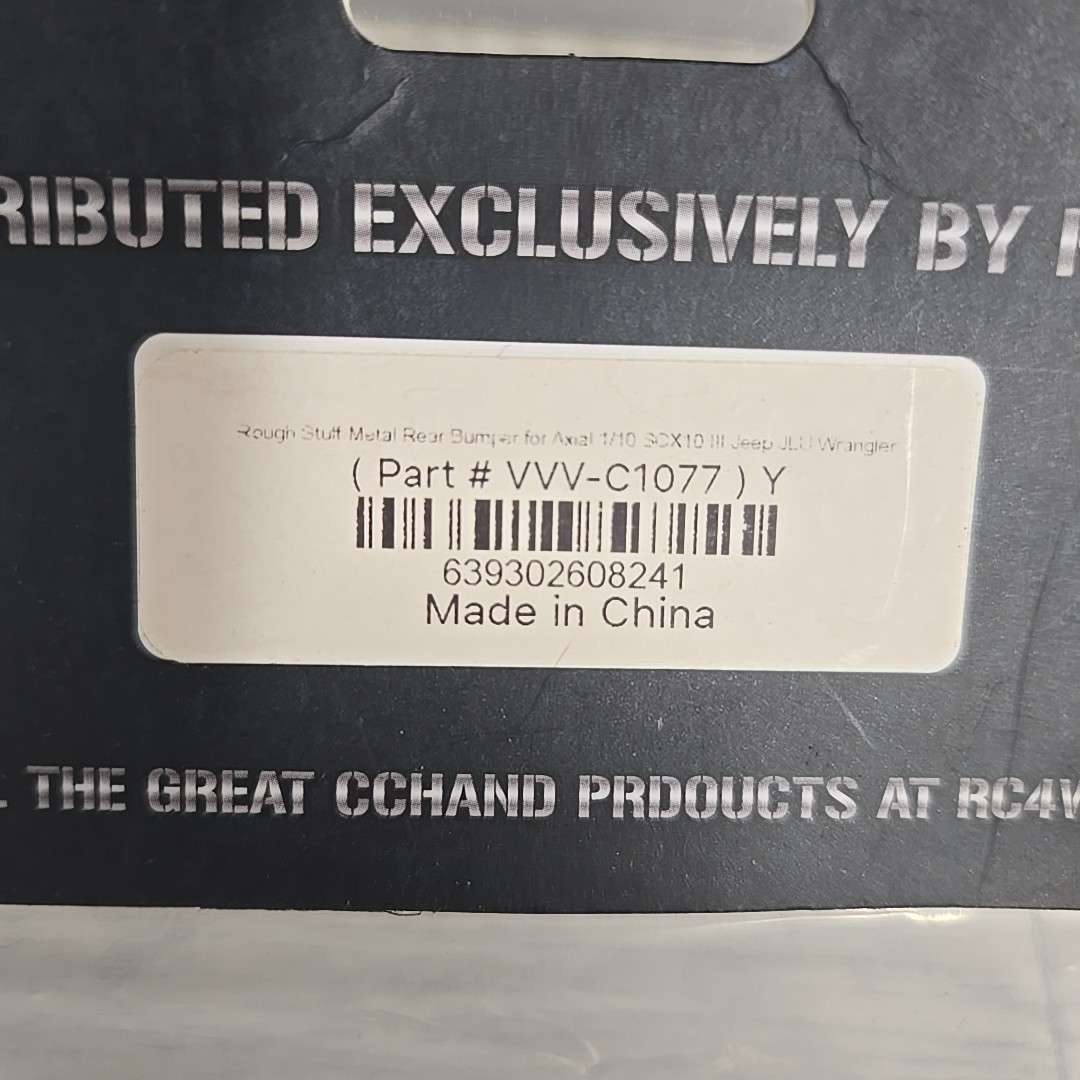 RIBUTED EXCLUSIVELY BY
Rough Stuff Metal Rear Bumper for Axial 1/10 SCX10 III Jeep JLU Wrangler
( Part # VVV-C1077 ) Y
639302608241
Made in China
THE GREAT CCHAND PRDOUCTS AT RC4W